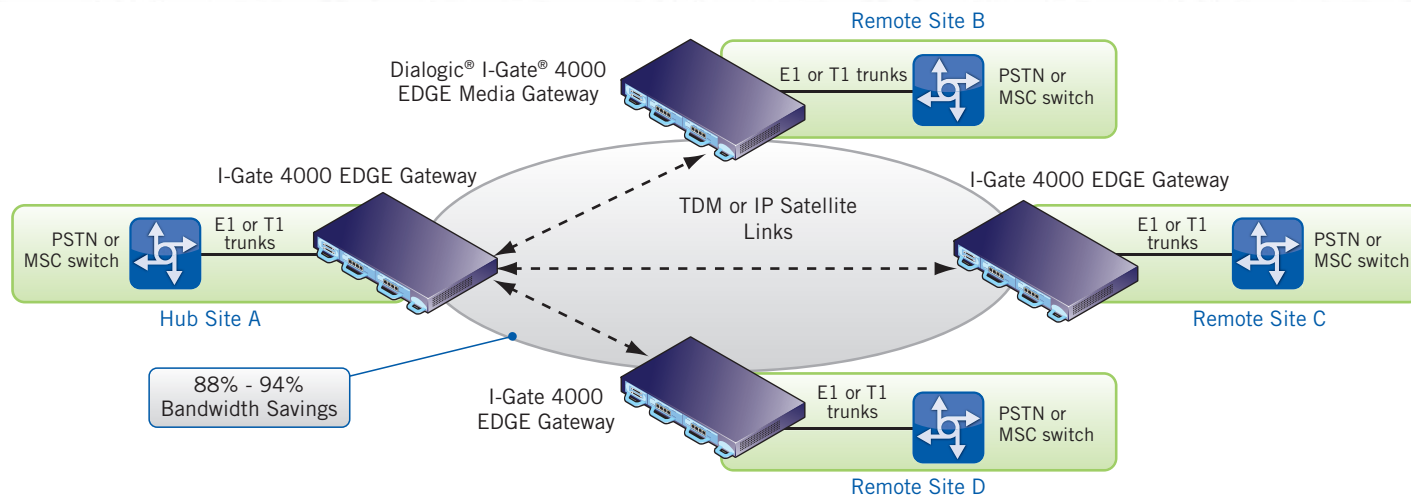 Remote Site B
Dialogic® I-Gate® 4000
EDGE Media Gateway
E1 or T1 trunks
PSTN or
MSC switch
I-Gate 4000 EDGE Gateway
PSTN or
MSC switch
E1 or T1
trunks
Hub Site A
TDM or IP Satellite
Links
I-Gate 4000 EDGE Gateway
E1 or T1
trunks
PSTN or
MSC switch
Remote Site C
88% - 94%
Bandwidth Savings
I-Gate 4000
EDGE Gateway
E1 or T1
trunks
PSTN or
MSC switch
Remote Site D